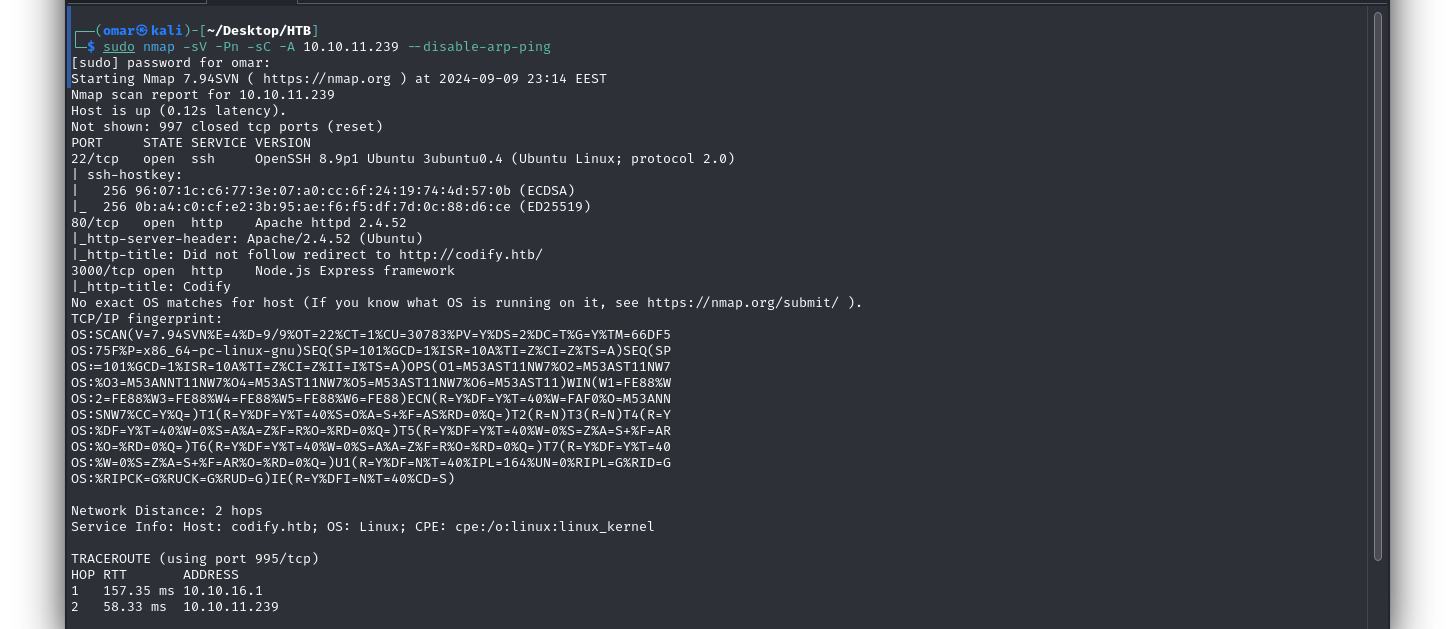 ┌──(omar㉿kali)-[~/Desktop/HTB]
└─$ sudo nmap -sV -Pn -sC -A 10.10.11.239 --disable-arp-ping
[sudo] password for omar:
Starting Nmap 7.94SVN ( https://nmap.org ) at 2024-09-09 23:14 EEST
Nmap scan report for 10.10.11.239
Host is up (0.12s latency).
Not shown: 997 closed tcp ports (reset)
PORT     STATE SERVICE VERSION
22/tcp   open  ssh     OpenSSH 8.9p1 Ubuntu 3ubuntu0.4 (Ubuntu Linux; protocol 2.0)
| ssh-hostkey:
|   256 96:07:1c:c6:77:3e:07:a0:cc:6f:24:19:74:4d:57:0b (ECDSA)
|_  256 0b:a4:c0:cf:e2:3b:95:ae:f6:f5:df:7d:0c:88:d6:ce (ED25519)
80/tcp   open  http    Apache httpd 2.4.52
|_http-server-header: Apache/2.4.52 (Ubuntu)
|_http-title: Did not follow redirect to http://codify.htb/
3000/tcp open  http    Node.js Express framework
|_http-title: Codify
No exact OS matches for host (If you know what OS is running on it, see https://nmap.org/submit/ ).
TCP/IP fingerprint:
OS:SCAN(V=7.94SVN%E=4%D=9/9%OT=22%CT=1%CU=30783%PV=Y%DS=2%DC=T%G=Y%TM=66DF5
OS:75F%P=x86_64-pc-linux-gnu)SEQ(SP=101%GCD=1%ISR=10A%TI=Z%CI=Z%TS=A)SEQ(SP
OS:=101%GCD=1%ISR=10A%TI=Z%CI=Z%II=I%TS=A)OPS(O1=M53AST11NW7%O2=M53AST11NW7
OS:%O3=M53ANNT11NW7%O4=M53AST11NW7%O5=M53AST11NW7%O6=M53AST11)WIN(W1=FE88%W
OS:2=FE88%W3=FE88%W4=FE88%W5=FE88%W6=FE88)ECN(R=Y%DF=Y%T=40%W=FAF0%O=M53ANN
OS:SNW7%CC=Y%Q=)T1(R=Y%DF=Y%T=40%S=O%A=S+%F=AS%RD=0%Q=)T2(R=N)T3(R=N)T4(R=Y
OS:%DF=Y%T=40%W=0%S=A%A=Z%F=R%O=%RD=0%Q=)T5(R=Y%DF=Y%T=40%W=0%S=Z%A=S+%F=AR
OS:%O=%RD=0%Q=)T6(R=Y%DF=Y%T=40%W=0%S=A%A=Z%F=R%O=%RD=0%Q=)T7(R=Y%DF=Y%T=40
OS:%W=0%S=Z%A=S+%F=AR%O=%RD=0%Q=)U1(R=Y%DF=N%T=40%IPL=164%UN=0%RIPL=G%RID=G
OS:%RIPCK=G%RUCK=G%RUD=G)IE(R=Y%DFI=N%T=40%CD=S)
Network Distance: 2 hops
Service Info: Host: codify.htb; OS: Linux; CPE: cpe:/o:linux:linux_kernel
TRACEROUTE (using port 995/tcp)
HOP RTT       ADDRESS
1   157.35 ms 10.10.16.1
2   58.33 ms  10.10.11.239